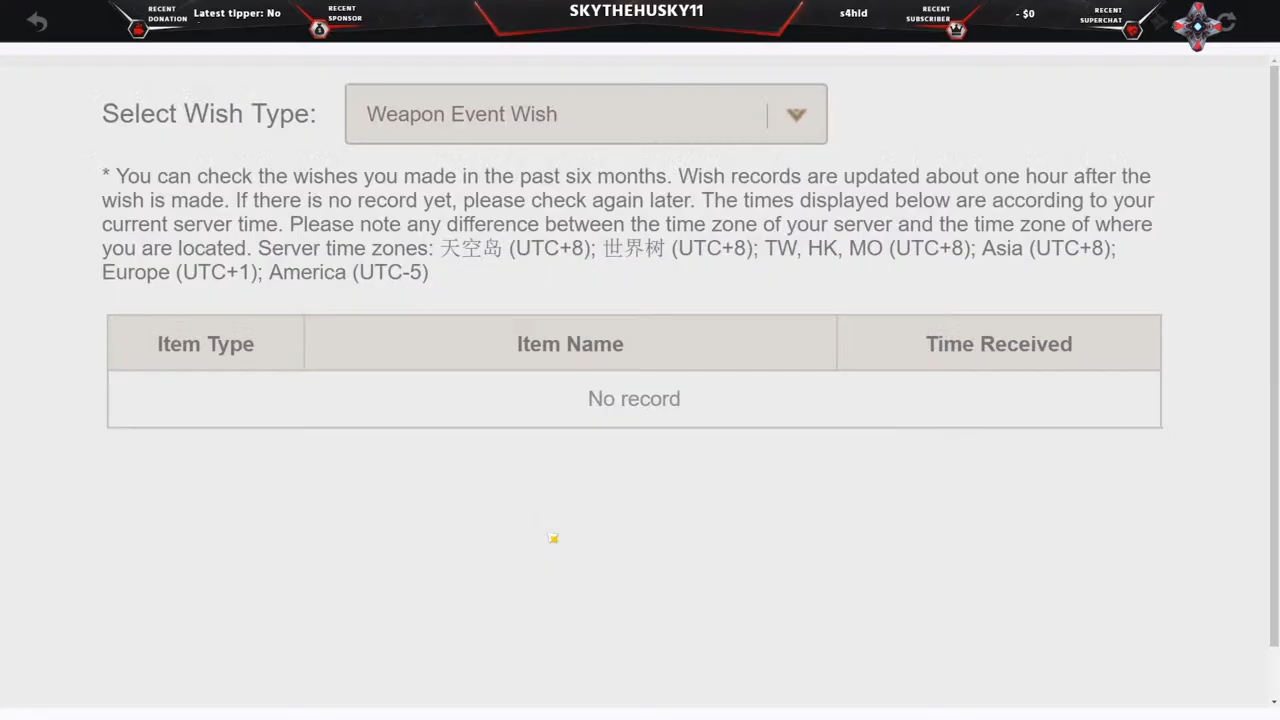 RECENT
DONATION
Latest tipper: No
-
RECENT
SPONSOR
SKYTHEHUSKY11
s4hld
RECENT
SUBSCRIBER
- $0
RECENT
SUPERCHAT
Select Wish Type:
Weapon Event Wish
* You can check the wishes you made in the past six months. Wish records are updated about one hour after the
wish is made. If there is no record yet, please check again later. The times displayed below are according to your
current server time. Please note any difference between the time zone of your server and the time zone of where
you are located. Server time zones: 天空岛 (UTC+8); 世界树 (UTC+8); TW, HK, MO (UTC+8); Asia (UTC+8);
Europe (UTC+1); America (UTC-5)
Item Type
Item Name
Time Received
No record